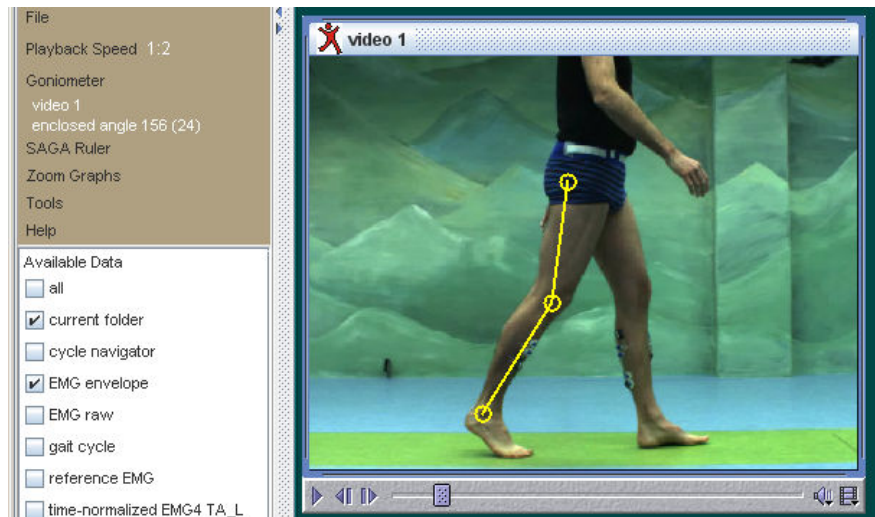 File
Playback Speed 1:2
Goniometer
video 1
enclosed angle 156 (24)
SAGA Ruler
Zoom Graphs
Tools
Help
Available Data
all
current folder
cycle navigator
EMG envelope
EMG raw
gait cycle
reference EMG
time-normalized EMG4 TA_L
video 1